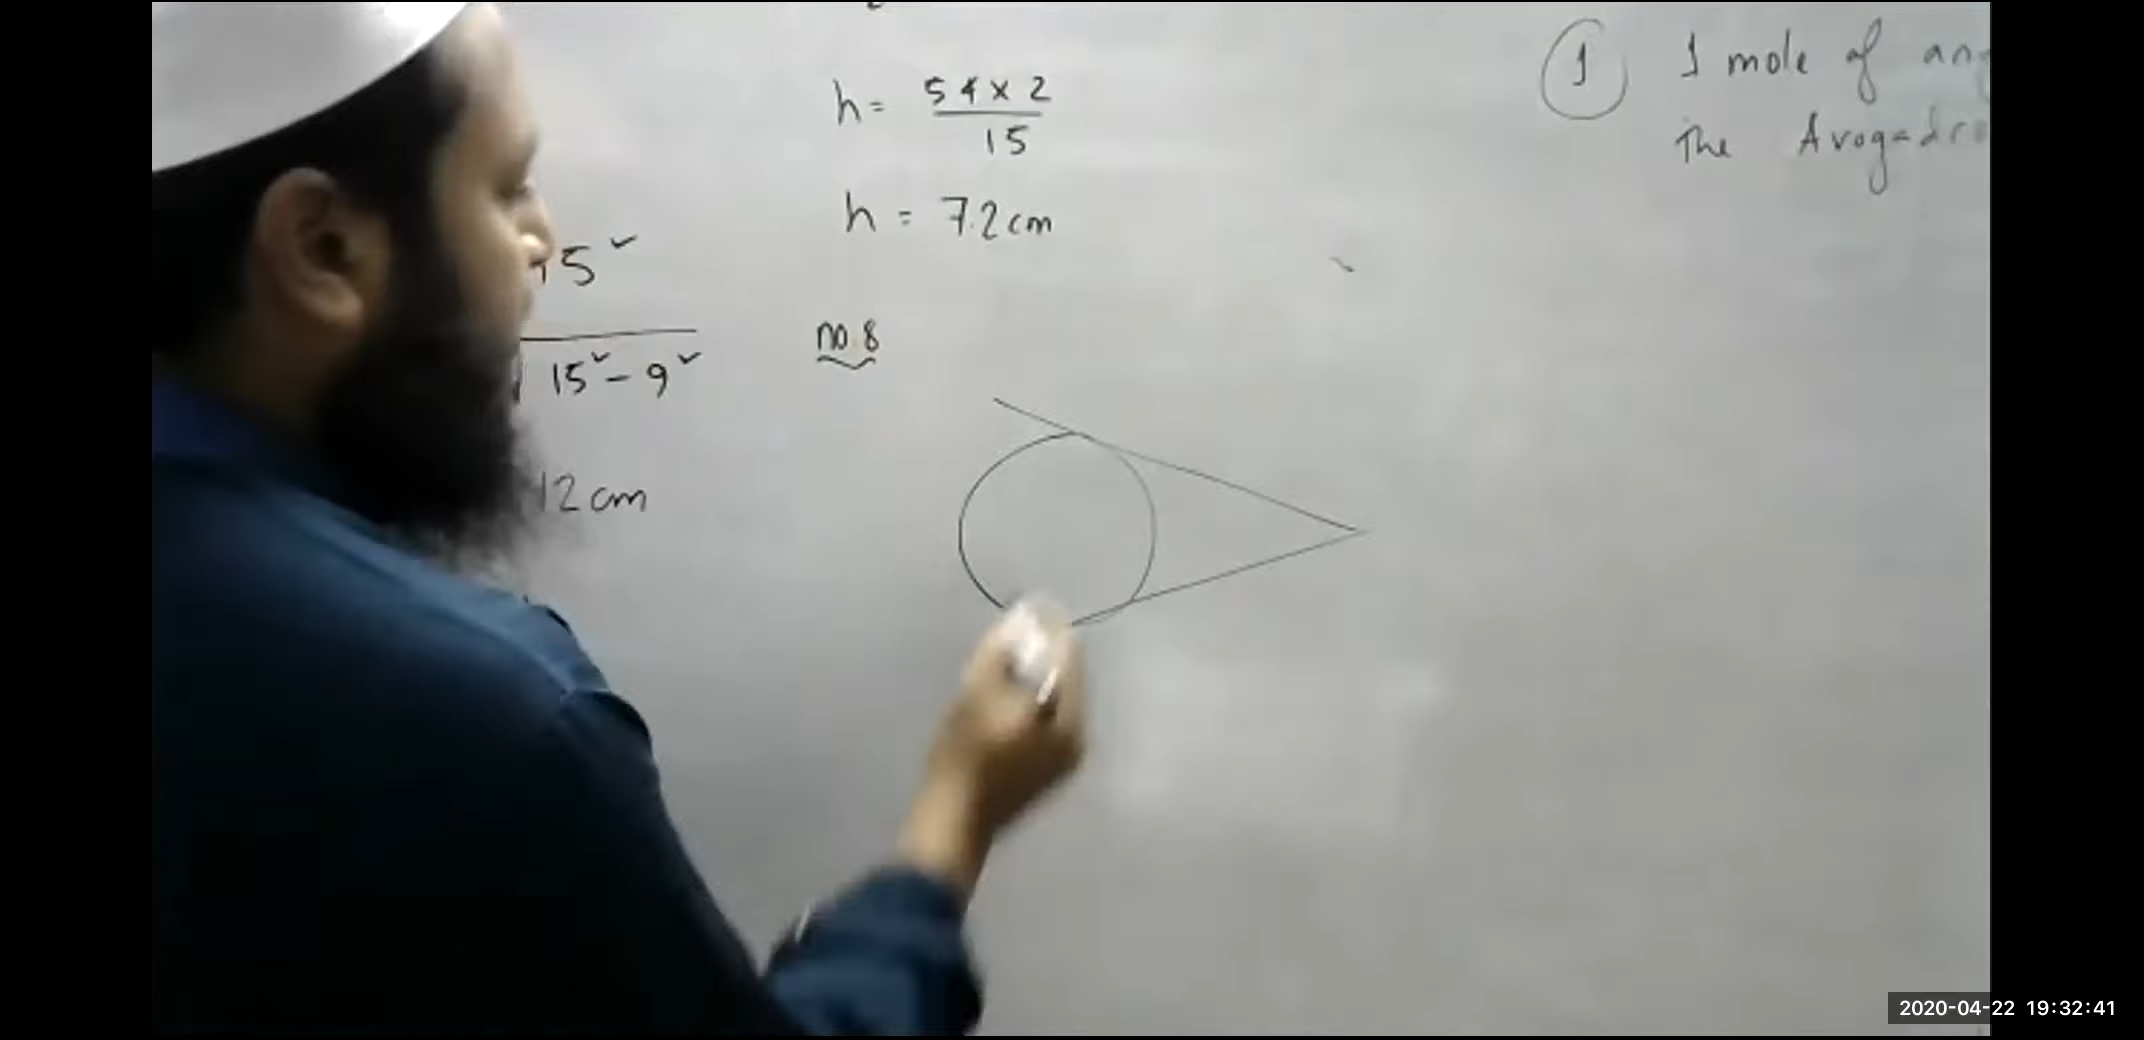 15²
15² - 9²
12 cm
h = 54 x 2
15
h = 7.2 cm
no. 8
1 1 mole of
The
2020-04-22 19:32:41